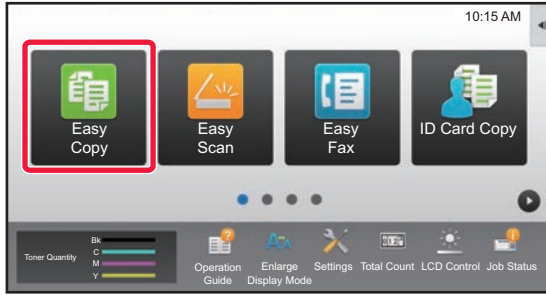 10:15 AM
Easy
Copy
Easy
Scan
Easy
Fax
ID Card Copy
Toner Quantity
Bk
C
M
Y
Operation
Guide
Enlarge
Display Mode
Settings
Total Count
LCD Control
Job Status